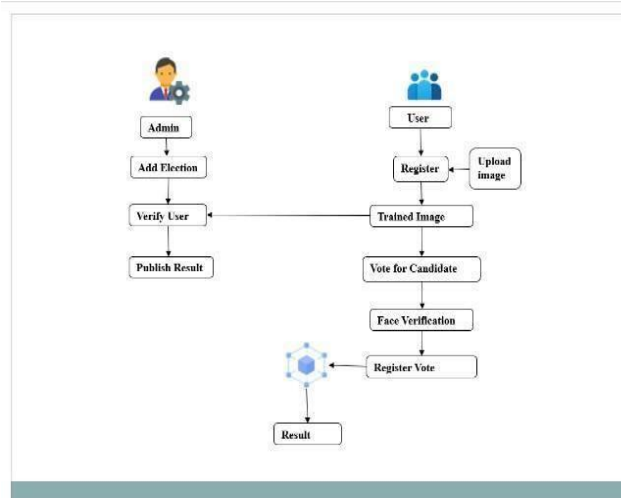 Admin
User
Add Election
Register
Upload
image
Verify User
Trained Image
Publish Result
Vote for Candidate
Face Verification
Register Vote
Result